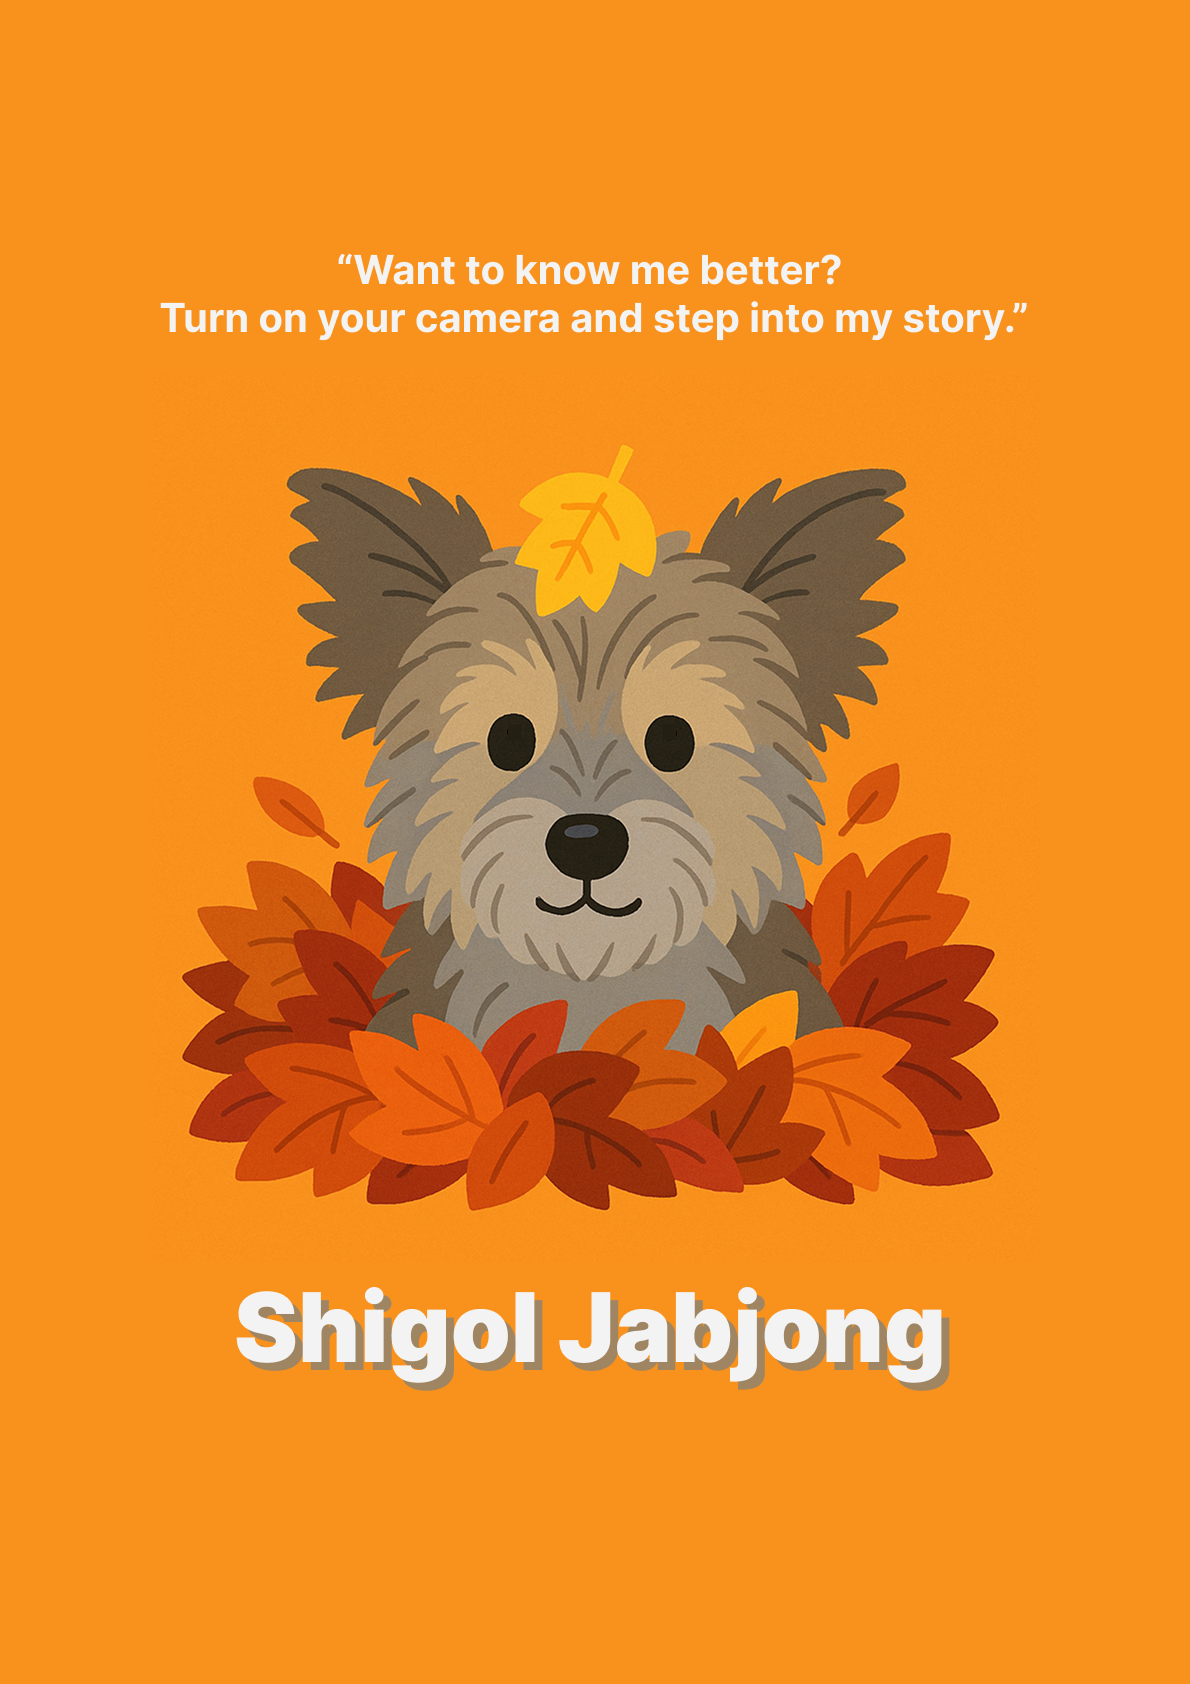 “Want to know me better?
Turn on your camera and step into my story.”
Shigol Jabjong